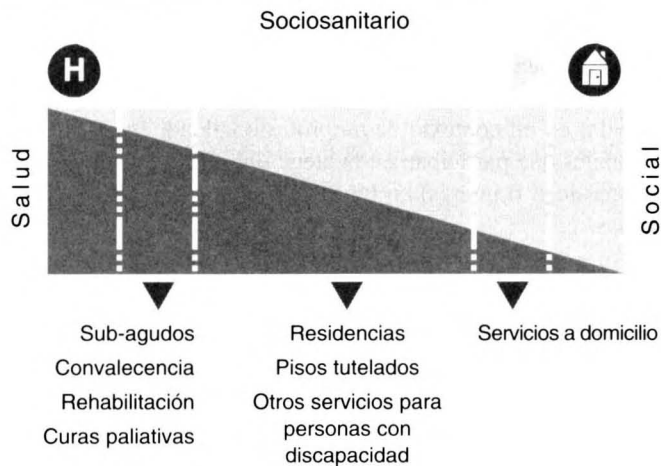 Sociosanitario
H
Salud
Social
Sub-agudos
Convalecencia
Rehabilitación
Curas paliativas
Residencias
Pisos tutelados
Otros servicios para
personas con
discapacidad
Servicios a domicilio